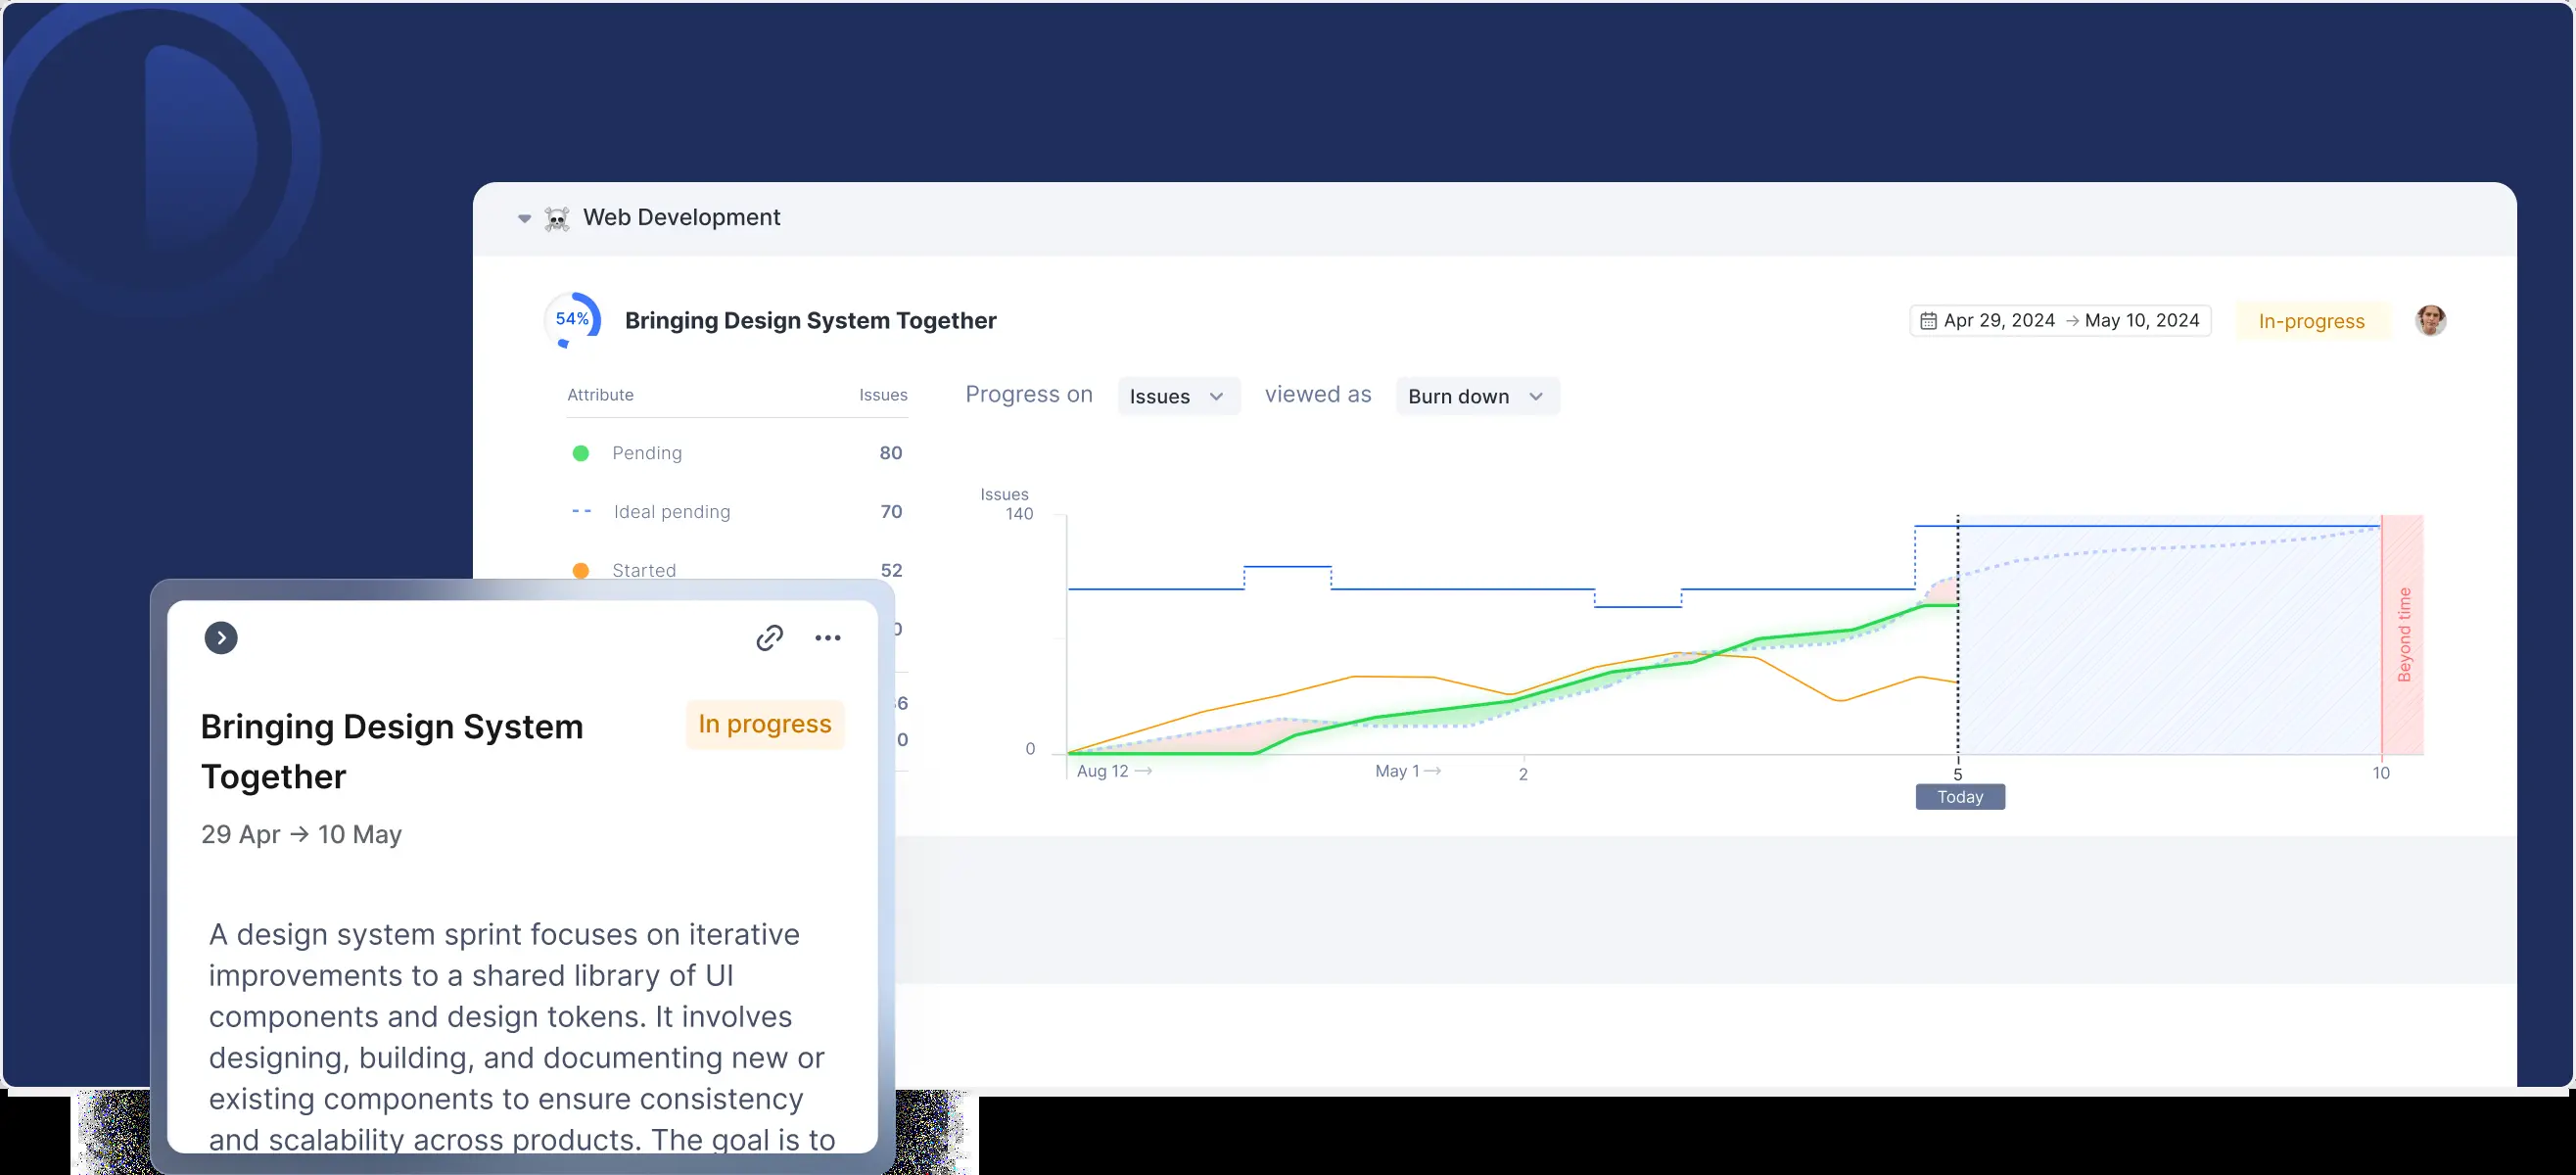 Web Development
54%
Bringing Design System Together
Apr 29, 2024 → May 10, 2024
In-progress
Attribute Issues
Progress on Issues viewed as Burn down
Pending 80
Ideal pending 70
Started 52
0
6
0
Issues
140
0
Aug 12 →
May 1 →
2
5
10
Today
Beyond time
Bringing Design System
Together
In progress
29 Apr → 10 May
A design system sprint focuses on iterative
improvements to a shared library of UI
components and design tokens. It involves
designing, building, and documenting new or
existing components to ensure consistency
and scalability across products. The goal is to